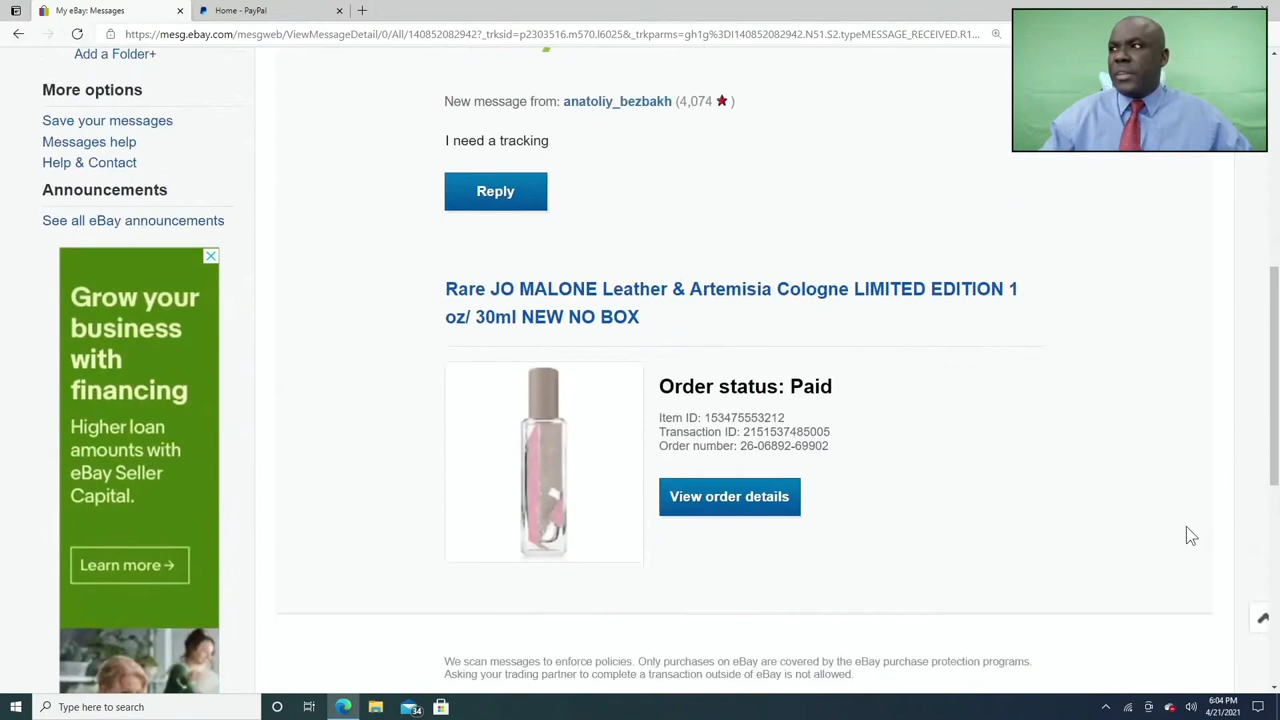 My eBay: Messages
Home - PayPal
https://mesg.ebay.com/mesgweb/ViewMessageDetail/0/All/140852082942?_trksid=p2303516.m570.l6025&_trkparms=gh1g%3DI140852082942.N51.S2.typeMESSAGE_RECEIVED.R1...
Add a Folder+
More options
Save your messages
Messages help
Help & Contact
Announcements
See all eBay announcements
Grow your
business
with
financing
Higher loan
amounts with
eBay Seller
Capital.
Learn more
New message from: anatoliy_bezbakh (4,074 )
I need a tracking
Reply
Rare JO MALONE Leather & Artemisia Cologne LIMITED EDITION 1
oz/ 30ml NEW NO BOX
Order status: Paid
Item ID: 153475553212
Transaction ID: 2151537485005
Order number: 26-06892-69902
View order details
We scan messages to enforce policies. Only purchases on eBay are covered by the eBay purchase protection programs.
Asking your trading partner to complete a transaction outside of eBay is not allowed.
Type here to search
34
6:04 PM
4/21/2021